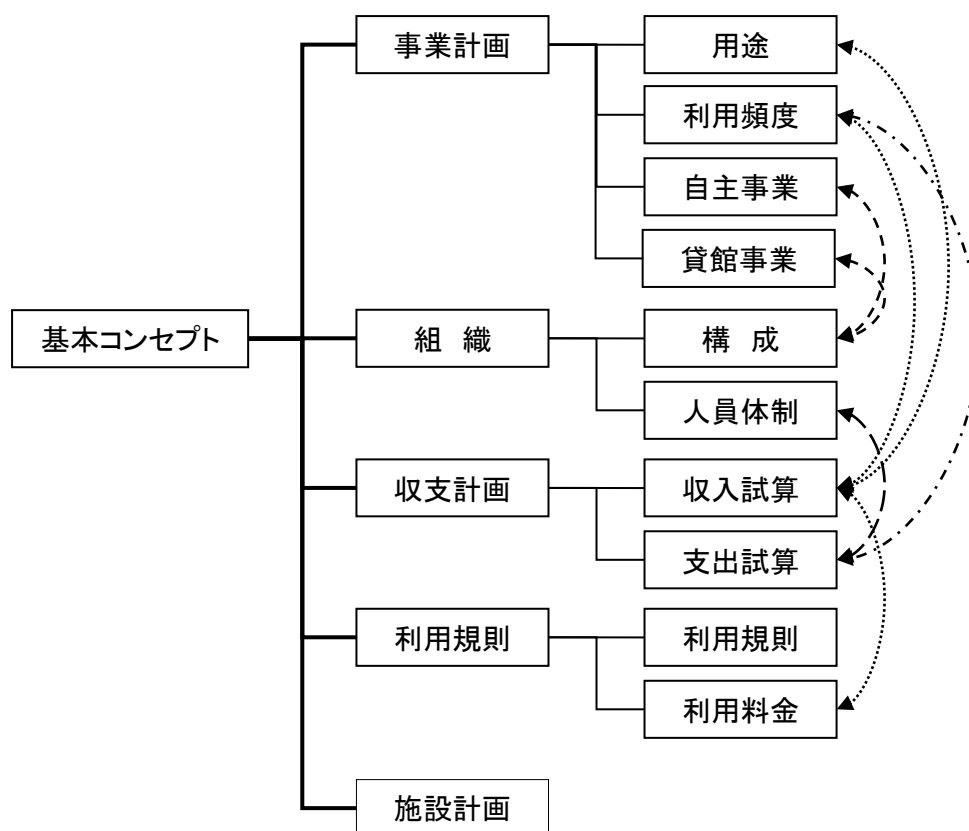 事業計画
用途
利用頻度
自主事業
貸館事業
基本コンセプト
組 織
構 成
人員体制
収支計画
収入試算
支出試算
利用規則
利用規則
利用料金
施設計画